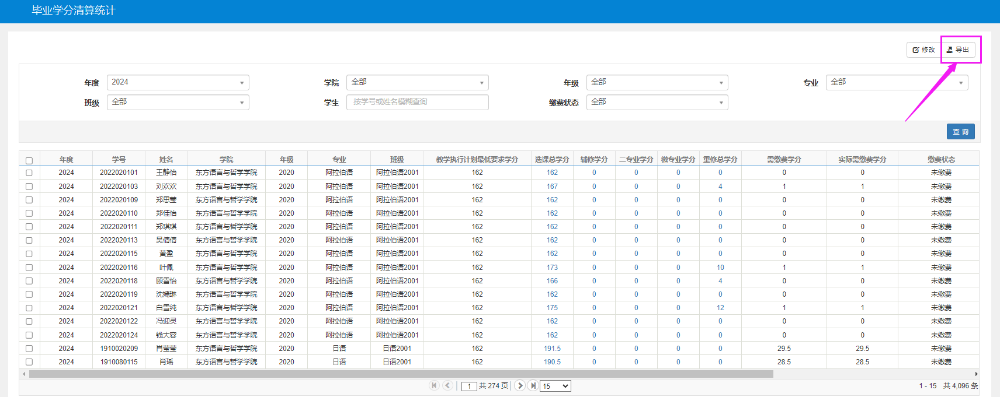 毕业学分清算统计
修改 导出
年度 2024 学院 全部 年级 全部 专业 全部
班级 全部 学生 按学号或姓名模糊查询 缴费状态 全部
查 询
年度 学号 姓名 学院 年级 专业 班级 教学执行计划最低要求学分 选课总学分 辅修学分 二专业学分 微专业学分 重修总学分 需缴费学分 实际需缴费学分 缴费状态
2024 2022020101 王静怡 东方语言与哲学学院 2020 阿拉伯语 阿拉伯语2001 162 162 0 0 0 0 0 0 未缴费
2024 2022020103 刘欢欢 东方语言与哲学学院 2020 阿拉伯语 阿拉伯语2001 162 167 0 0 0 4 1 1 未缴费
2024 2022020109 郑思莹 东方语言与哲学学院 2020 阿拉伯语 阿拉伯语2001 162 162 0 0 0 0 0 0 未缴费
2024 2022020110 郑佳怡 东方语言与哲学学院 2020 阿拉伯语 阿拉伯语2001 162 162 0 0 0 0 0 0 未缴费
2024 2022020111 郑琪琪 东方语言与哲学学院 2020 阿拉伯语 阿拉伯语2001 162 162 0 0 0 0 0 0 未缴费
2024 2022020113 吴倩倩 东方语言与哲学学院 2020 阿拉伯语 阿拉伯语2001 162 162 0 0 0 0 0 0 未缴费
2024 2022020115 黄盈 东方语言与哲学学院 2020 阿拉伯语 阿拉伯语2001 162 162 0 0 0 0 0 0 未缴费
2024 2022020116 叶佩 东方语言与哲学学院 2020 阿拉伯语 阿拉伯语2001 162 173 0 0 0 10 1 1 未缴费
2024 2022020118 顾雪怡 东方语言与哲学学院 2020 阿拉伯语 阿拉伯语2001 162 166 0 0 0 4 0 0 未缴费
2024 2022020119 沈嫣琳 东方语言与哲学学院 2020 阿拉伯语 阿拉伯语2001 162 162 0 0 0 0 0 0 未缴费
2024 2022020121 白雪纯 东方语言与哲学学院 2020 阿拉伯语 阿拉伯语2001 162 175 0 0 0 12 1 1 未缴费
2024 2022020122 冯迎灵 东方语言与哲学学院 2020 阿拉伯语 阿拉伯语2001 162 162 0 0 0 0 0 0 未缴费
2024 2022020124 钱大容 东方语言与哲学学院 2020 阿拉伯语 阿拉伯语2001 162 162 0 0 0 0 0 0 未缴费
2024 1910020209 肖莹莹 东方语言与哲学学院 2020 日语 日语2001 162 191.5 0 0 0 0 29.5 29.5 未缴费
2024 1910080115 肖瑶 东方语言与哲学学院 2020 日语 日语2001 162 190.5 0 0 0 0 28.5 28.5 未缴费
1 共 274 页 15 1 - 15 共 4,096 条